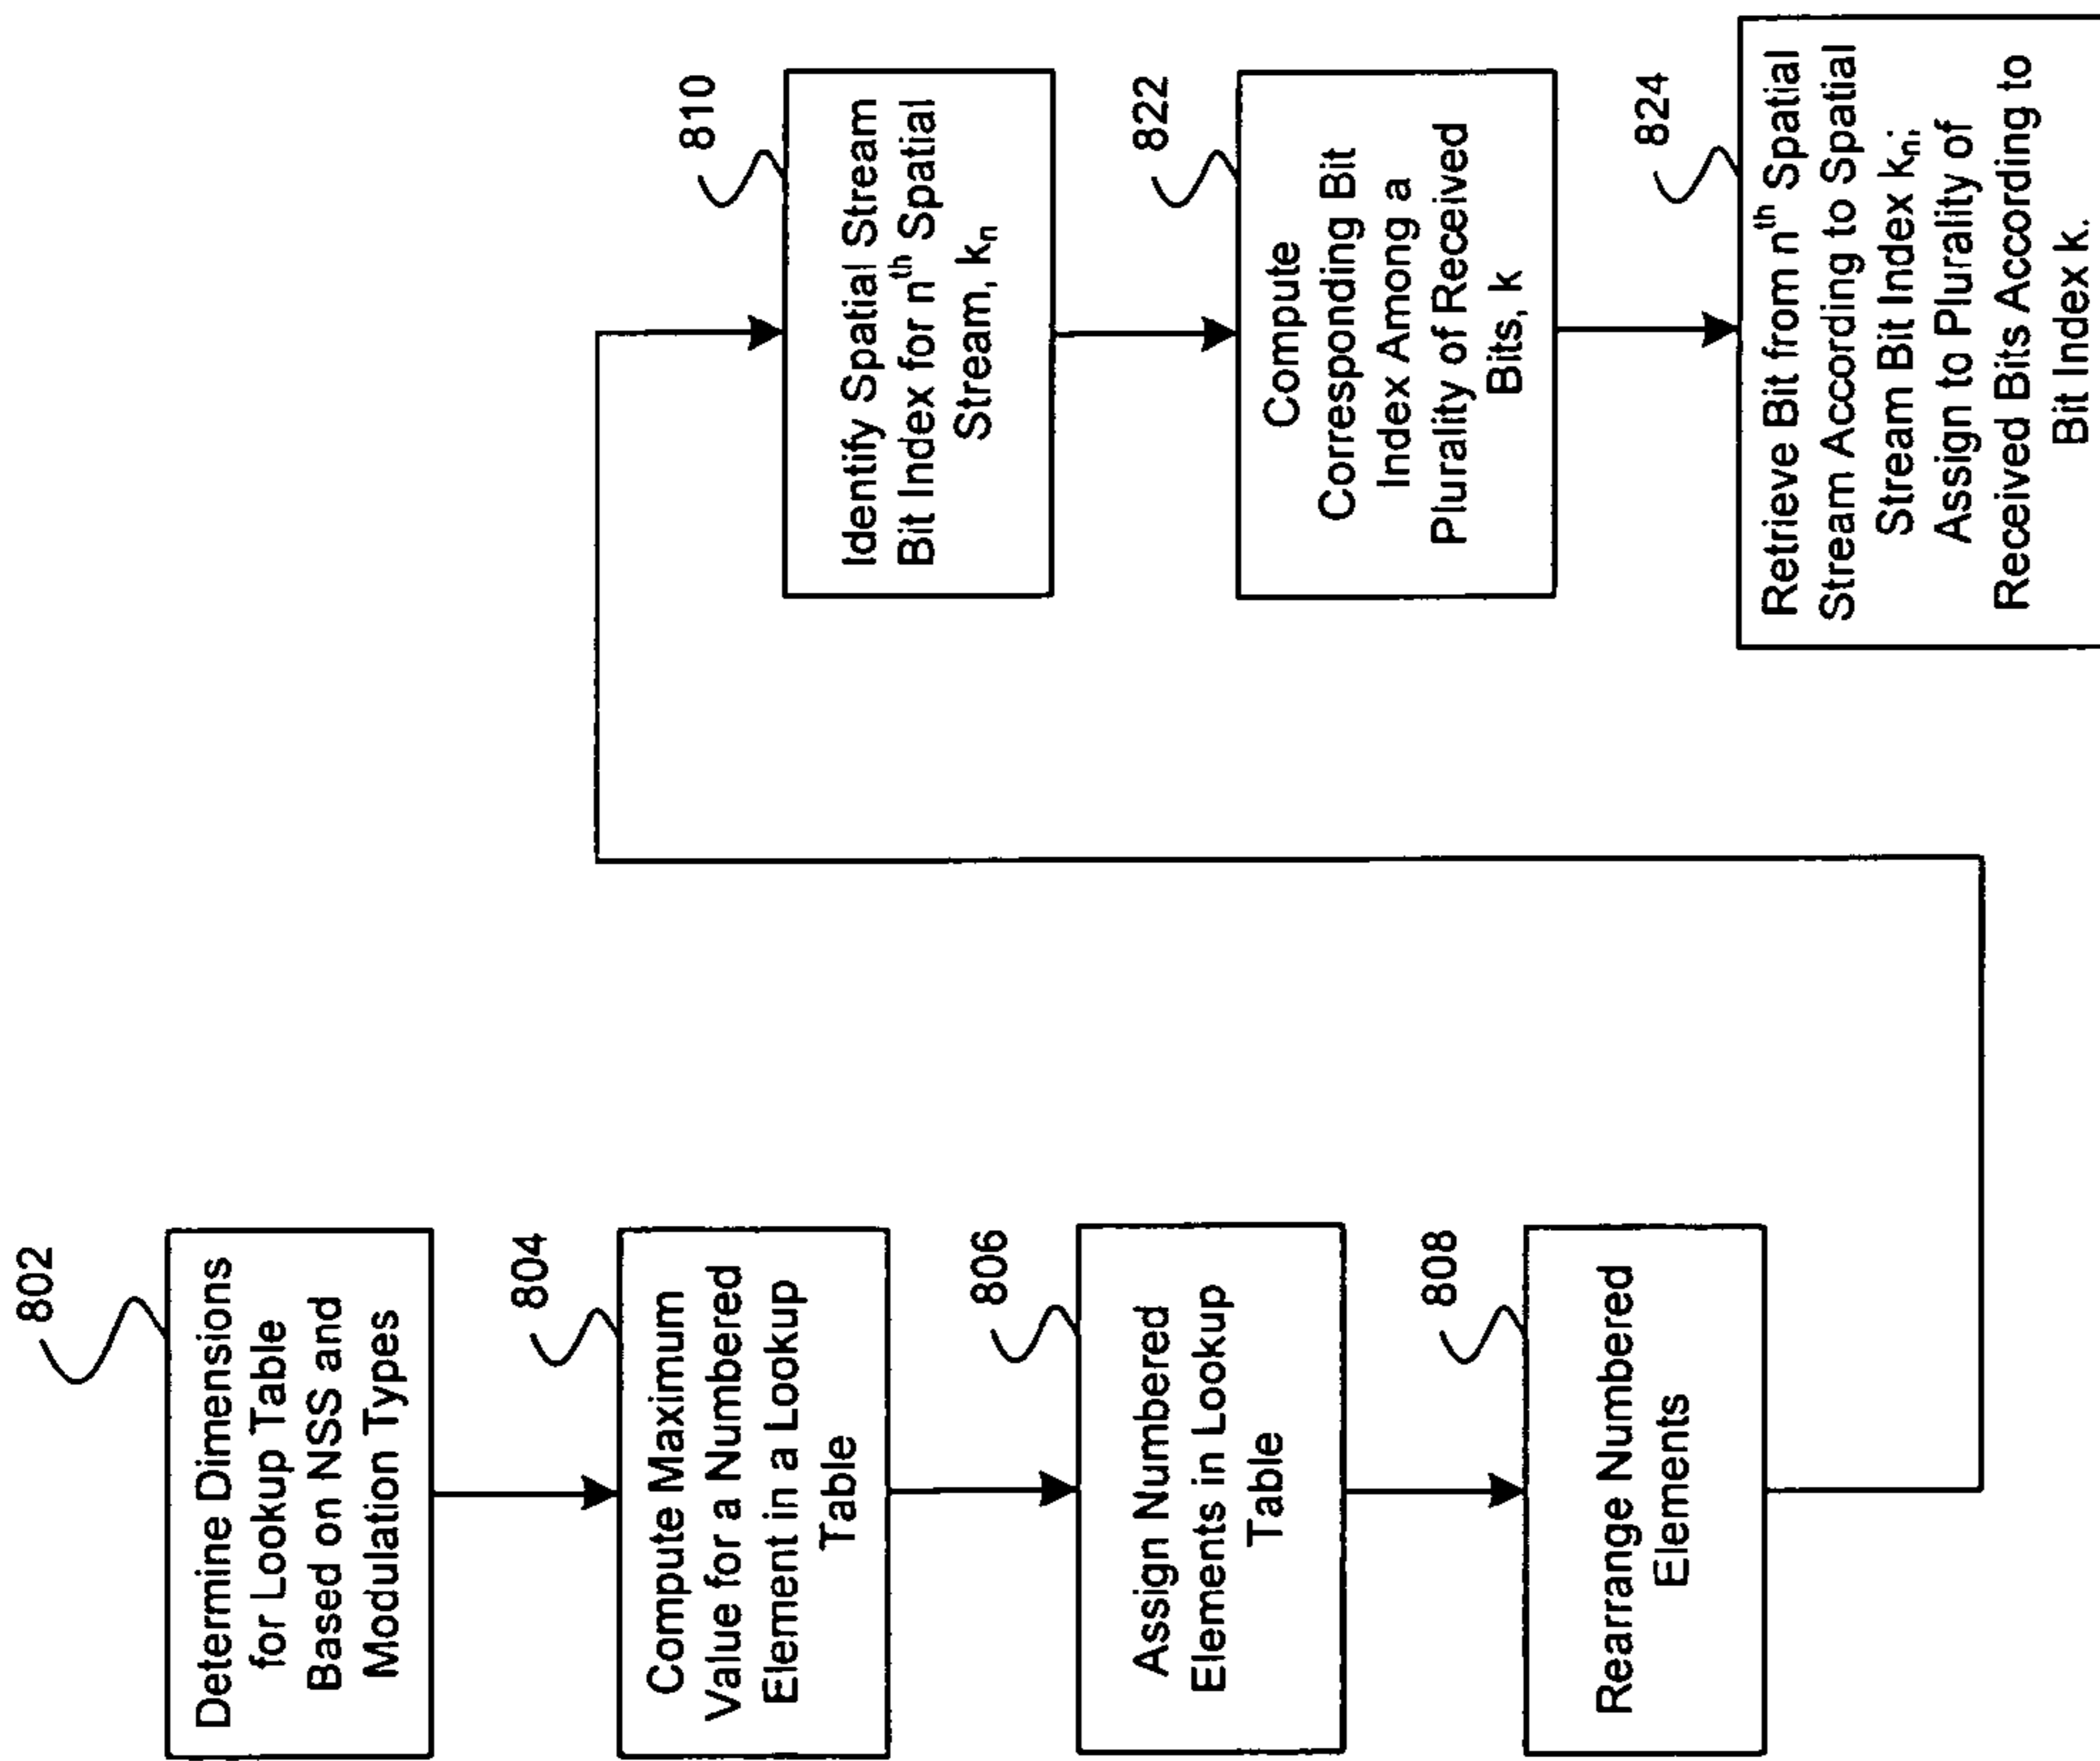 802
Determine Dimensions
for Lookup Table
Based on NSS and
Modulation Types
804
Compute Maximum
Value for a Numbered
Element in a Lookup
Table
806
Assign Numbered
Elements in Lookup
Table
808
Rearrange Numbered
Elements
810
Identify Spatial Stream
Bit Index for nth Spatial
Stream, kn
822
Compute
Corresponding Bit
Index Among a
Plurality of Received
Bits, k
824
Retrieve Bit from nth Spatial
Stream According to Spatial
Stream Bit Index kn;
Assign to Plurality of
Received Bits According to
Bit Index k.